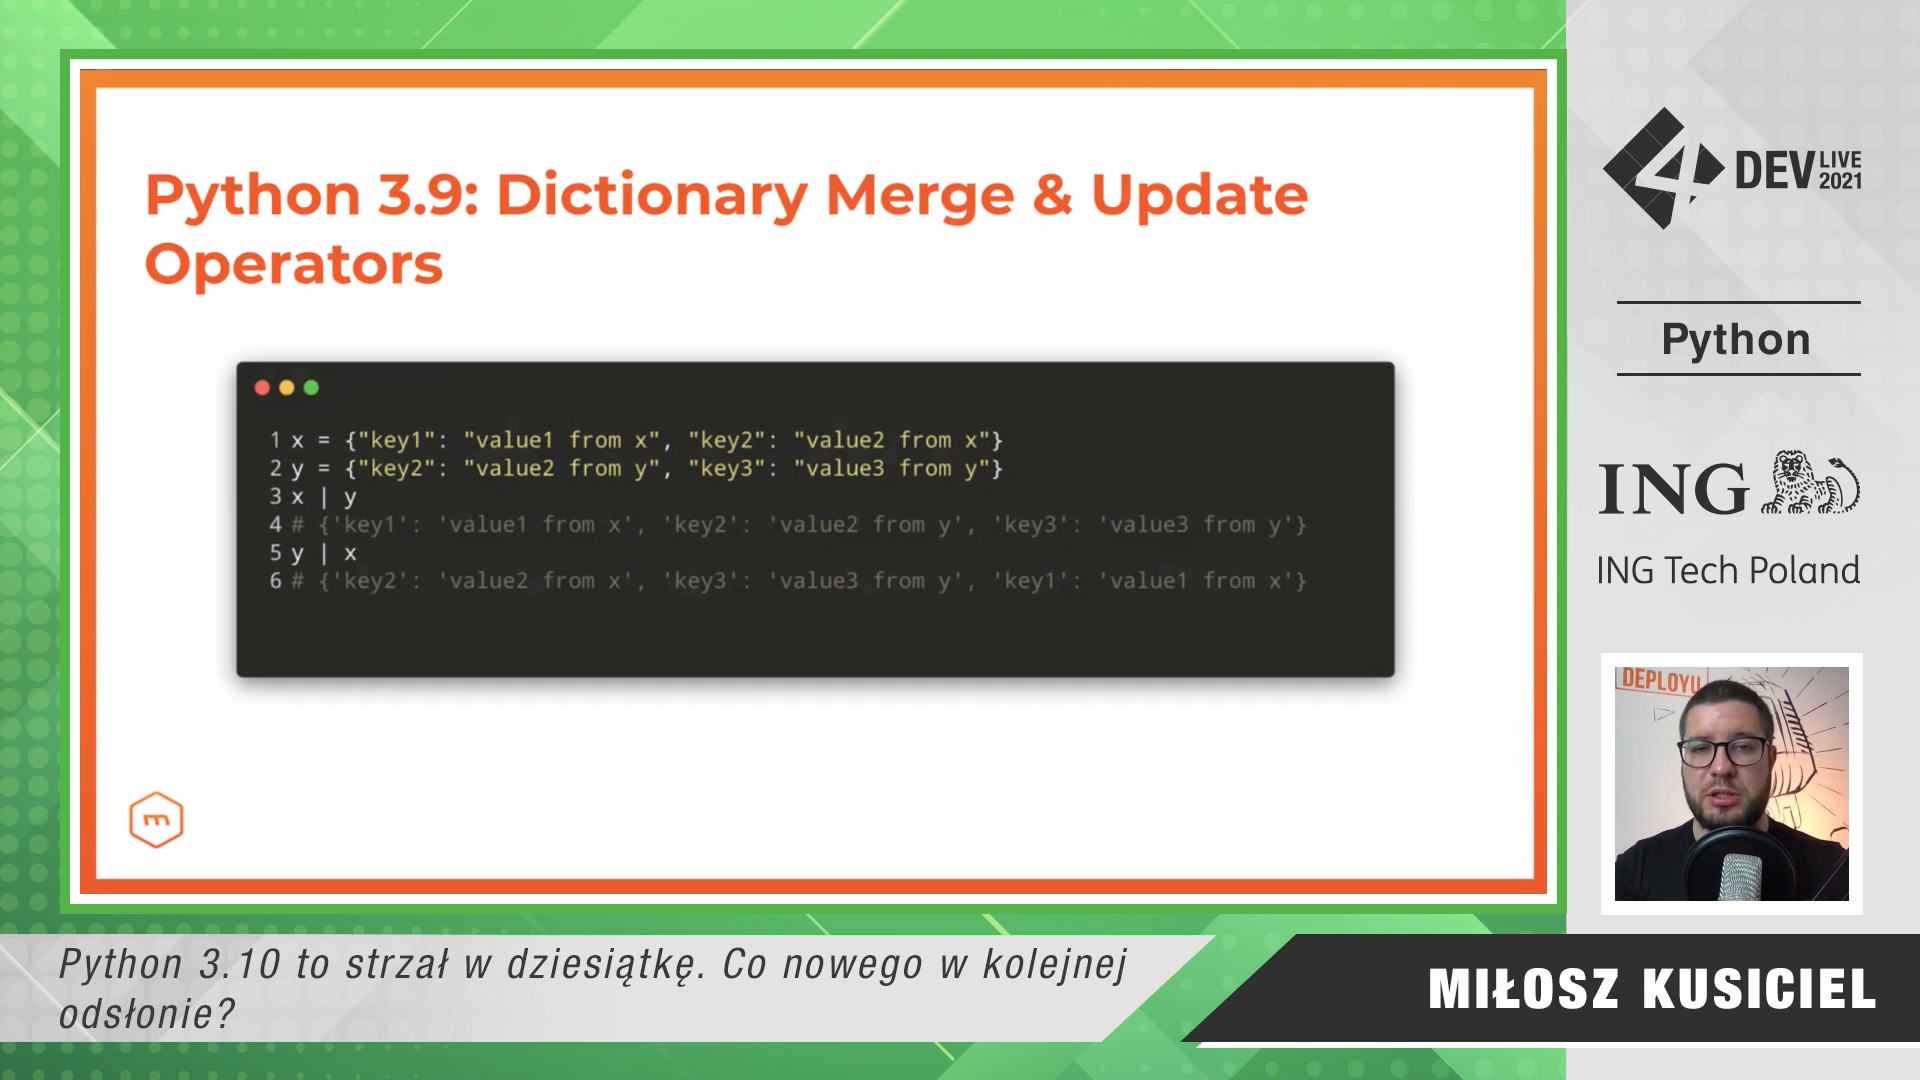 Python 3.9: Dictionary Merge & Update
Operators
1 x = {"key1": "value1 from x", "key2": "value2 from x"}
2 y = {"key2": "value2 from y", "key3": "value3 from y"}
3 x | y
4 # {'key1': 'value1 from x', 'key2': 'value2 from y', 'key3': 'value3 from y'}
5 y | x
6 # {'key2': 'value2 from x', 'key3': 'value3 from y', 'key1': 'value1 from x'}
m
4 DEV LIVE
2021
Python
ING
ING Tech Poland
DEPLOYU
Python 3.10 to strzał w dziesiątkę. Co nowego w kolejnej
odsłonie?
MIŁOSZ KUSICIEL